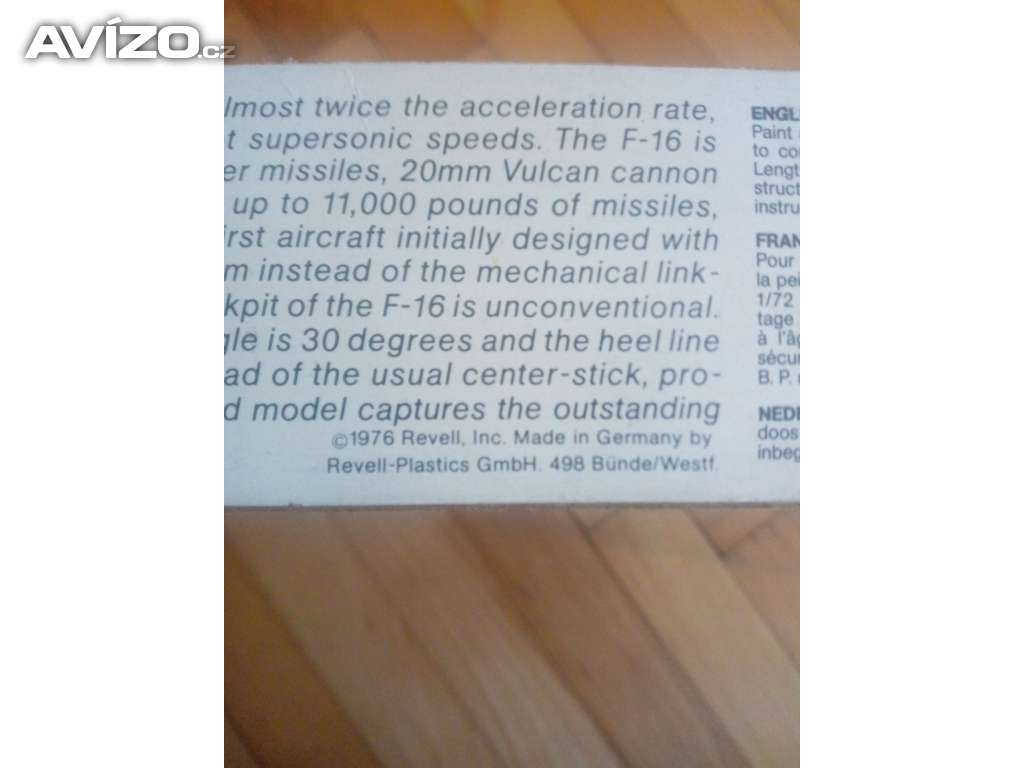 AVÍZO.cz
lmost twice the acceleration rate,
t supersonic speeds. The F-16 is
er missiles, 20mm Vulcan cannon
up to 11,000 pounds of missiles,
irst aircraft initially designed with
m instead of the mechanical link-
kpit of the F-16 is unconventional.
gle is 30 degrees and the heel line
ad of the usual center-stick, pro-
d model captures the outstanding
©1976 Revell, Inc. Made in Germany by
Revell-Plastics GmbH. 498 Bünde/Westf.
ENGL
Paint
to co
Lengt
struct
instru
FRAN
Pour
la pei
1/72
tage
à l'âg
sécur
B. P.
NEDE
doos
inbeg